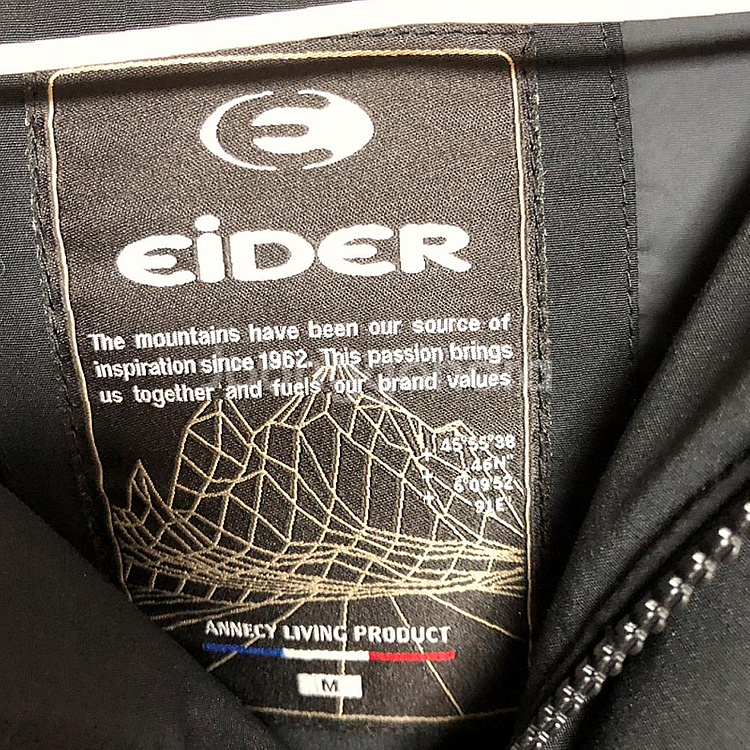 EiDER
The mountains have been our source of
inspiration since 1962. This passion brings
us together and fuels our brand values
45°55'38
46N"
6°09'52
91E"
ANNECY LIVING PRODUCT
M